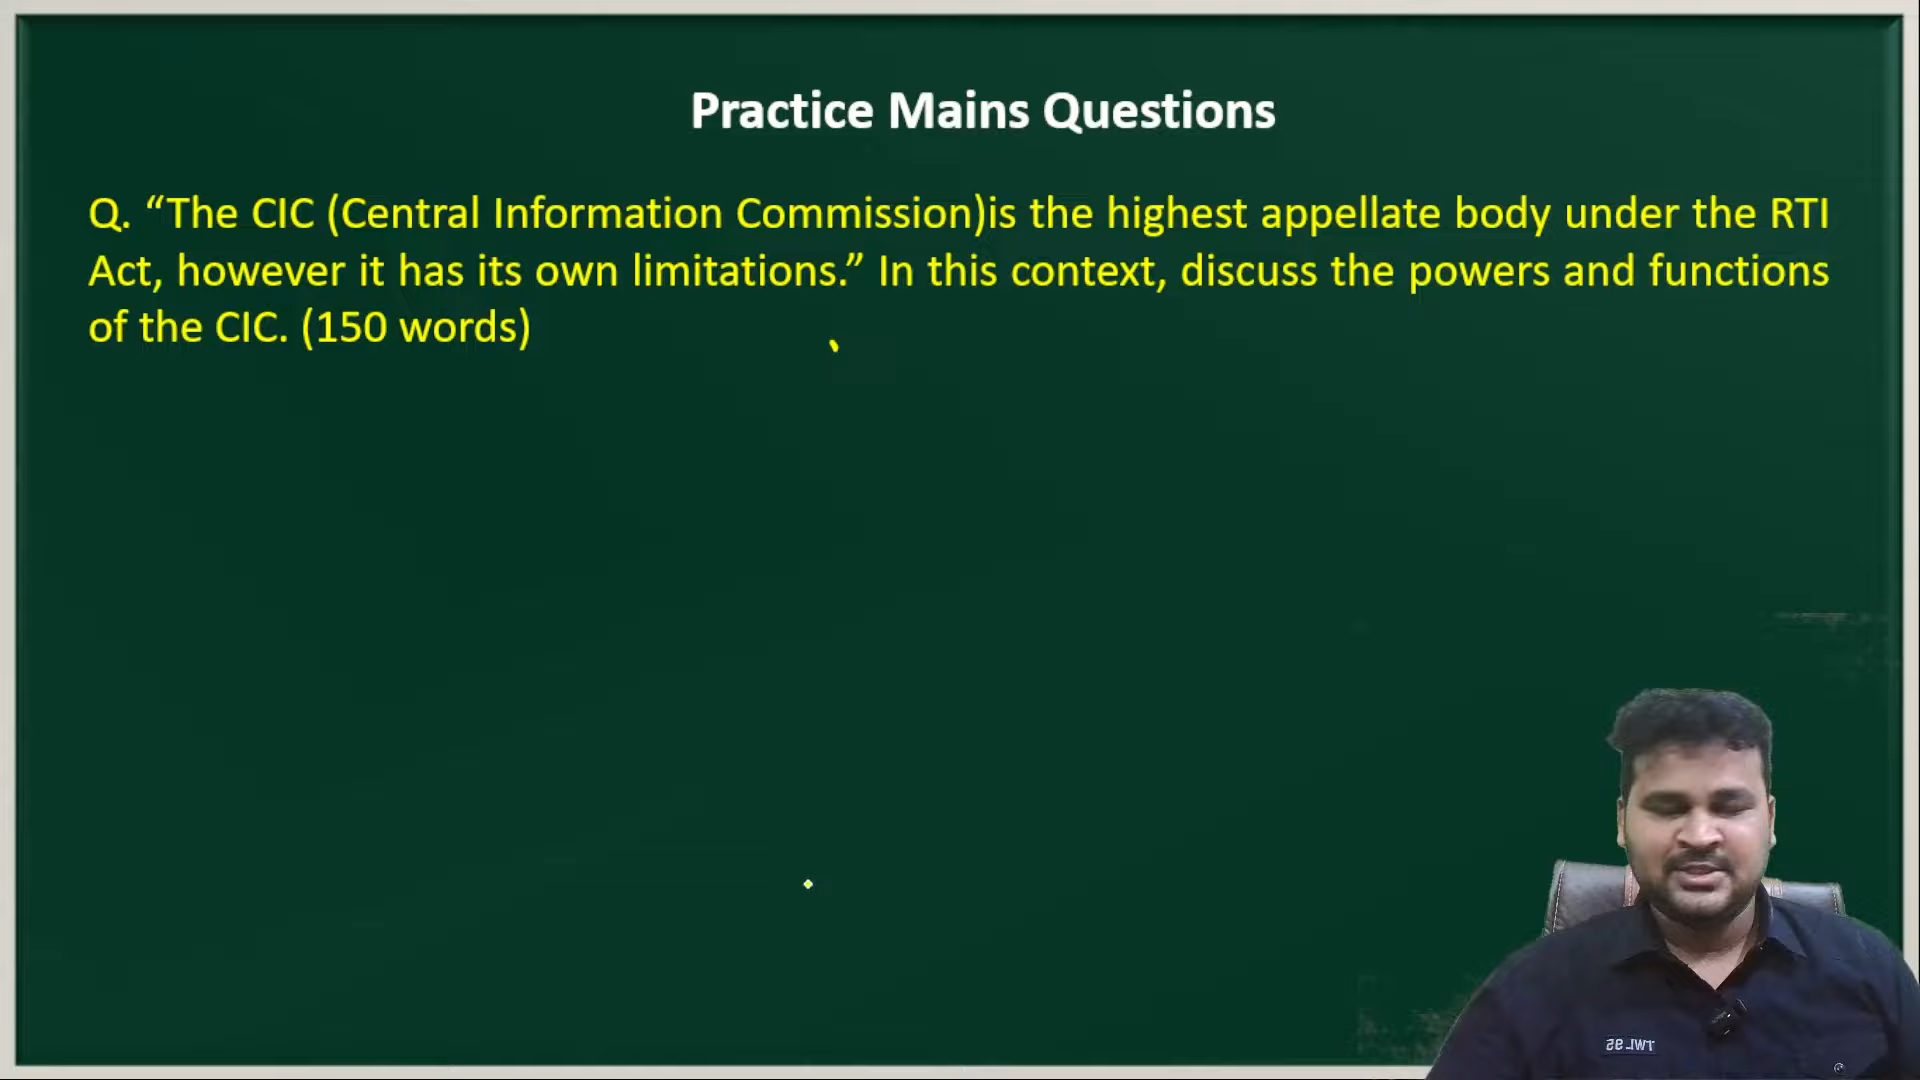 Practice Mains Questions
Q. “The CIC (Central Information Commission)is the highest appellate body under the RTI
Act, however it has its own limitations.” In this context, discuss the powers and functions
of the CIC. (150 words)